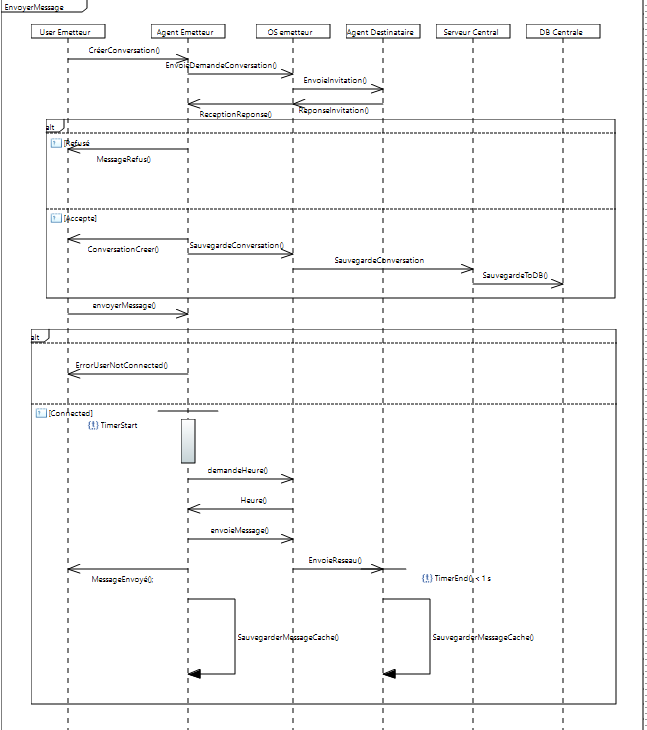 EnvoyerMessage
User Emetteur
Agent Emetteur
OS emetteur
Agent Destinataire
Serveur Central
DB Centrale
CréerConversation()
EnvoieDemandeConversation()
EnvoieInvitation()
ReceptionReponse()
ReponseInvitation()
alt
[Refusé
MessageRefus()
[Accepte]
ConversationCreer()
SauvegardeConversation()
SauvegardeConversation
SauvegardeToDB()
envoyerMessage()
alt
ErrorUserNotConnected()
[Connected]
TimerStart
demandeHeure()
Heure()
envoieMessage()
EnvoieReseau()
MessageEnvoyé();
TimerEnd() < 1 s
SauvegarderMessageCache()
SauvegarderMessageCache()